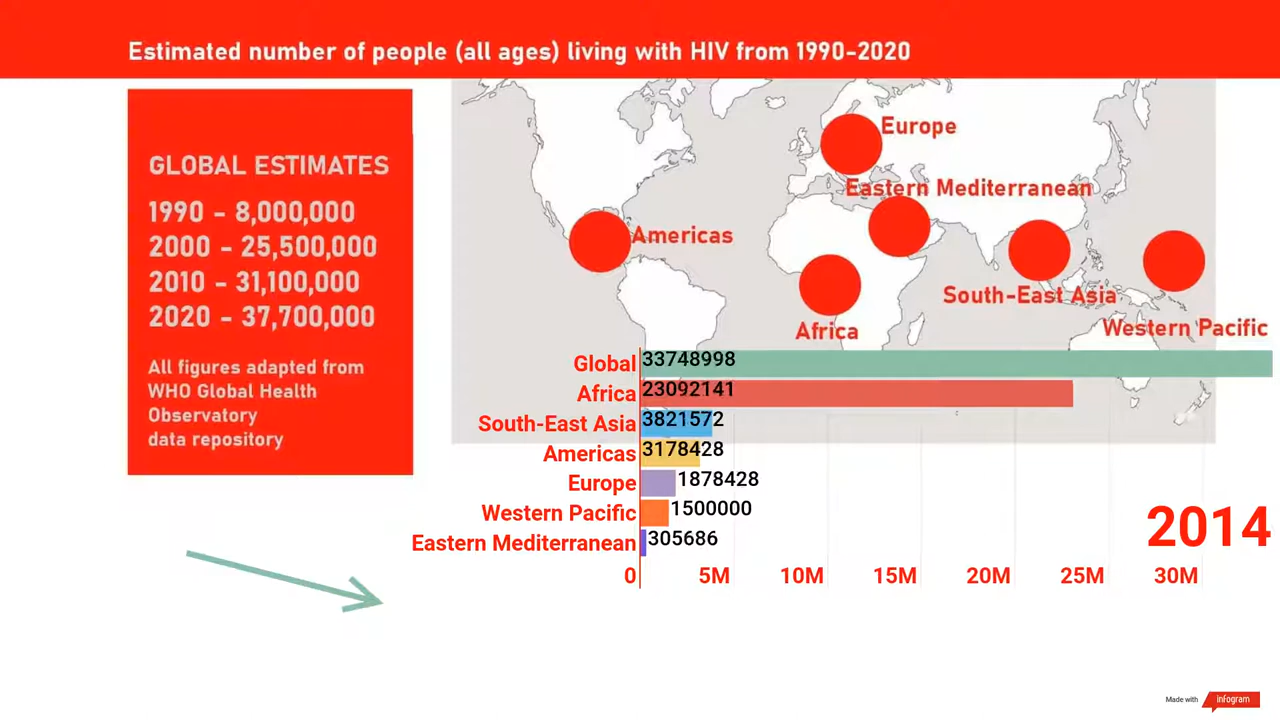 Estimated number of people (all ages) living with HIV from 1990-2020
GLOBAL ESTIMATES
1990 - 8,000,000
2000 - 25,500,000
2010 - 31,100,000
2020 - 37,700,000
All figures adapted from
WHO Global Health
Observatory
data repository
Europe
Eastern Mediterranean
Americas
South-East Asia
Africa
Western Pacific
Global 33748998
Africa 23092141
South-East Asia 3821572
Americas 3178428
Europe 1878428
Western Pacific 1500000
Eastern Mediterranean 305686
2014
0 5M 10M 15M 20M 25M 30M
Made with infogram